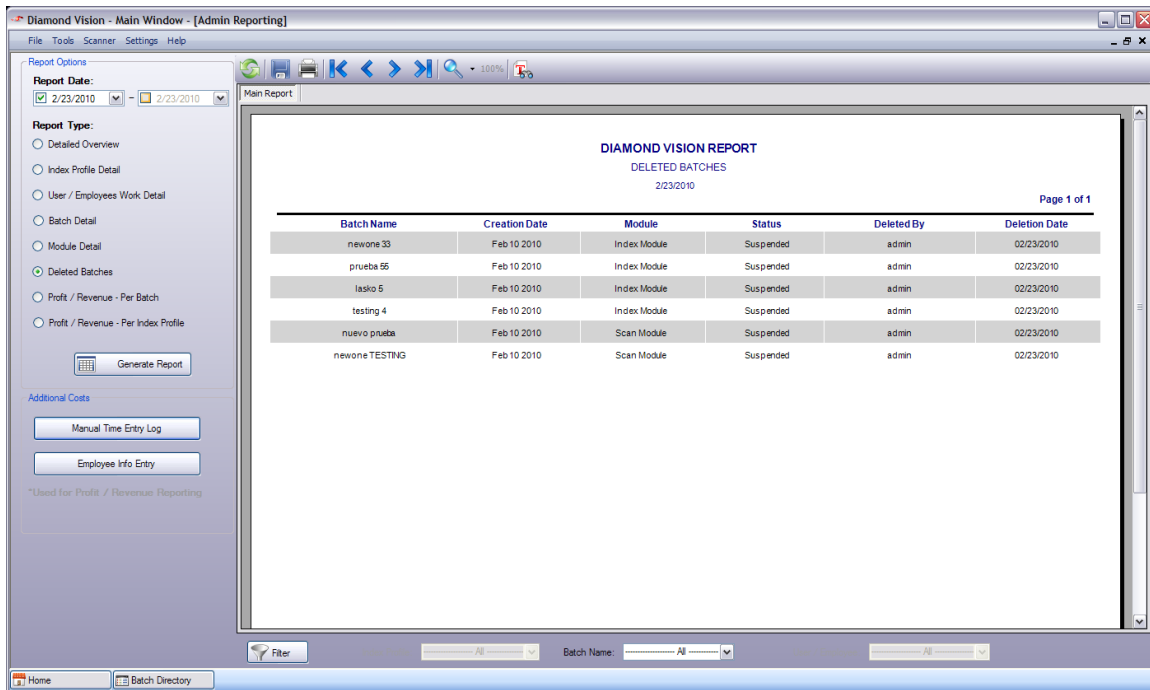 Diamond Vision - Main Window - [Admin Reporting]
File Tools Scanner Settings Help
Report Options
Report Date:
2/23/2010 - 2/23/2010
Report Type:
Detailed Overview
Index Profile Detail
User / Employees Work Detail
Batch Detail
Module Detail
Deleted Batches
Profit / Revenue - Per Batch
Profit / Revenue - Per Index Profile
Generate Report
Additional Costs
Manual Time Entry Log
Employee Info Entry
*Used for Profit / Revenue Reporting
100%
Main Report
DIAMOND VISION REPORT
DELETED BATCHES
2/23/2010
Page 1 of 1
Batch Name Creation Date Module Status Deleted By Deletion Date
newone 33 Feb 10 2010 Index Module Suspended admin 02/23/2010
prueba 55 Feb 10 2010 Index Module Suspended admin 02/23/2010
lasko 5 Feb 10 2010 Index Module Suspended admin 02/23/2010
testing 4 Feb 10 2010 Index Module Suspended admin 02/23/2010
nuevo prueba Feb 10 2010 Scan Module Suspended admin 02/23/2010
newone TESTING Feb 10 2010 Scan Module Suspended admin 02/23/2010
Filter All Batch Name: All All
Home Batch Directory